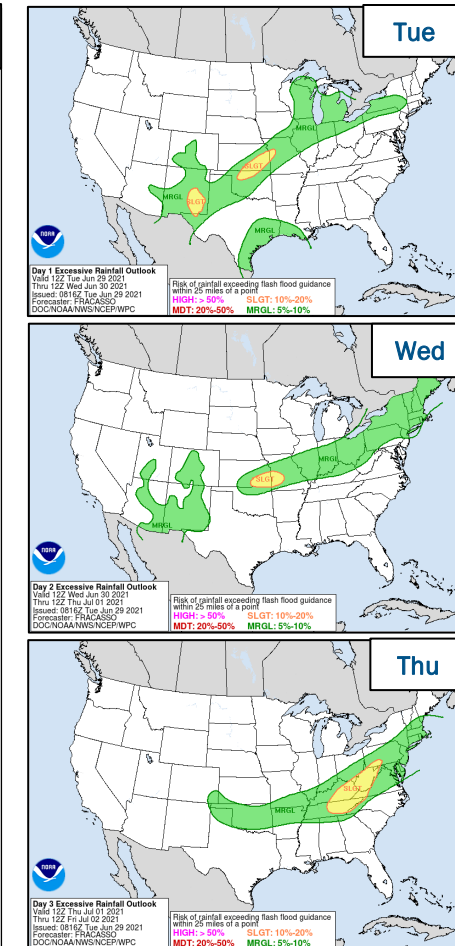 Tue
MRGL
SLGT
MRGL
SLGT
MRGL
NOAA
Day 1 Excessive Rainfall Outlook
Valid 12Z Tue Jun 29 2021
Thru 12Z Wed Jun 30 2021
Issued: 0816Z Tue Jun 29 2021
Forecaster: FRACASSO
DOC/NOAA/NWS/NCEP/WPC
Risk of rainfall exceeding flash flood guidance
within 25 miles of a point
HIGH: > 50% SLGT: 10%-20%
MDT: 20%-50% MRGL: 5%-10%
Wed
MRGL
SLGT
MRGL
NOAA
Day 2 Excessive Rainfall Outlook
Valid 12Z Wed Jun 30 2021
Thru 12Z Thu Jul 01 2021
Issued: 0816Z Tue Jun 29 2021
Forecaster: FRACASSO
DOC/NOAA/NWS/NCEP/WPC
Risk of rainfall exceeding flash flood guidance
within 25 miles of a point
HIGH: > 50% SLGT: 10%-20%
MDT: 20%-50% MRGL: 5%-10%
Thu
SLGT
MRGL
NOAA
Day 3 Excessive Rainfall Outlook
Valid 12Z Thu Jul 01 2021
Thru 12Z Fri Jul 02 2021
Issued: 0816Z Tue Jun 29 2021
Forecaster: FRACASSO
DOC/NOAA/NWS/NCEP/WPC
Risk of rainfall exceeding flash flood guidance
within 25 miles of a point
HIGH: > 50% SLGT: 10%-20%
MDT: 20%-50% MRGL: 5%-10%